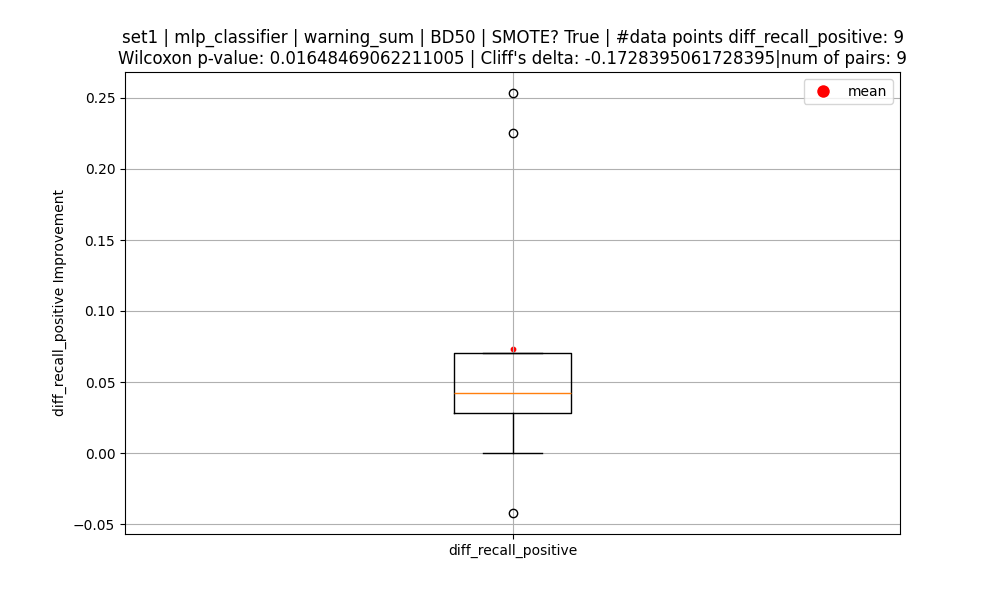 set1 | mlp_classifier | warning_sum | BD50 | SMOTE? True | #data points diff_recall_positive: 9
Wilcoxon p-value: 0.01648469062211005 | Cliff's delta: -0.1728395061728395|num of pairs: 9
mean
0.25
0.20
0.15
0.10
0.05
0.00
−0.05
diff_recall_positive Improvement
diff_recall_positive